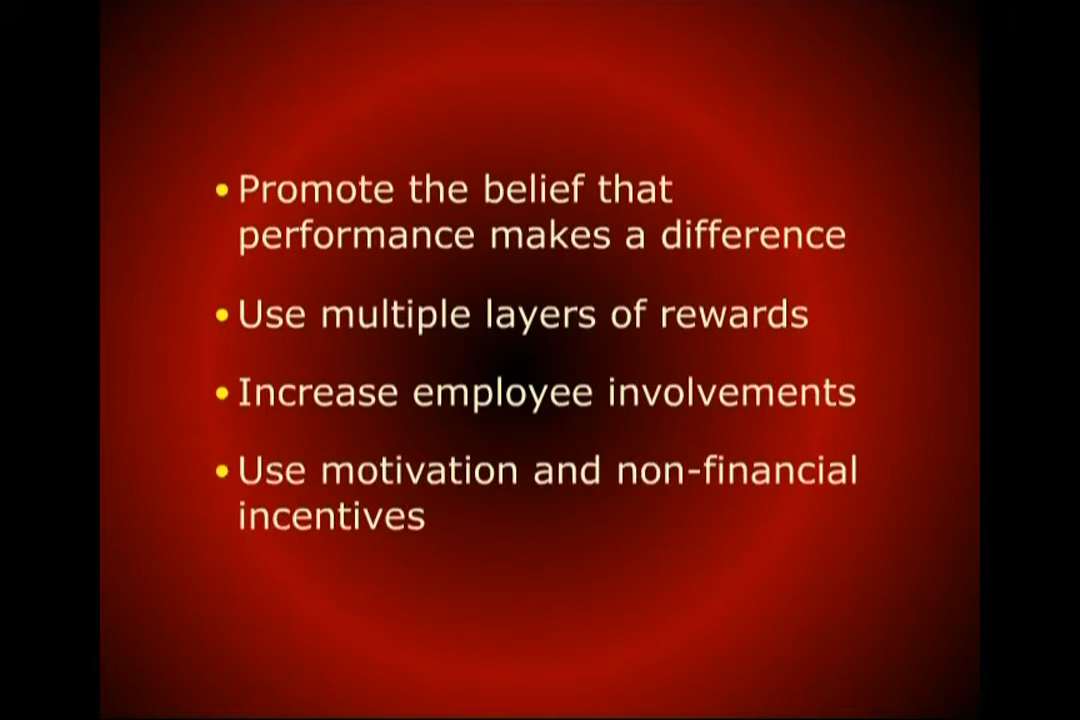 • Promote the belief that
performance makes a difference
• Use multiple layers of rewards
• Increase employee involvements
• Use motivation and non-financial
incentives